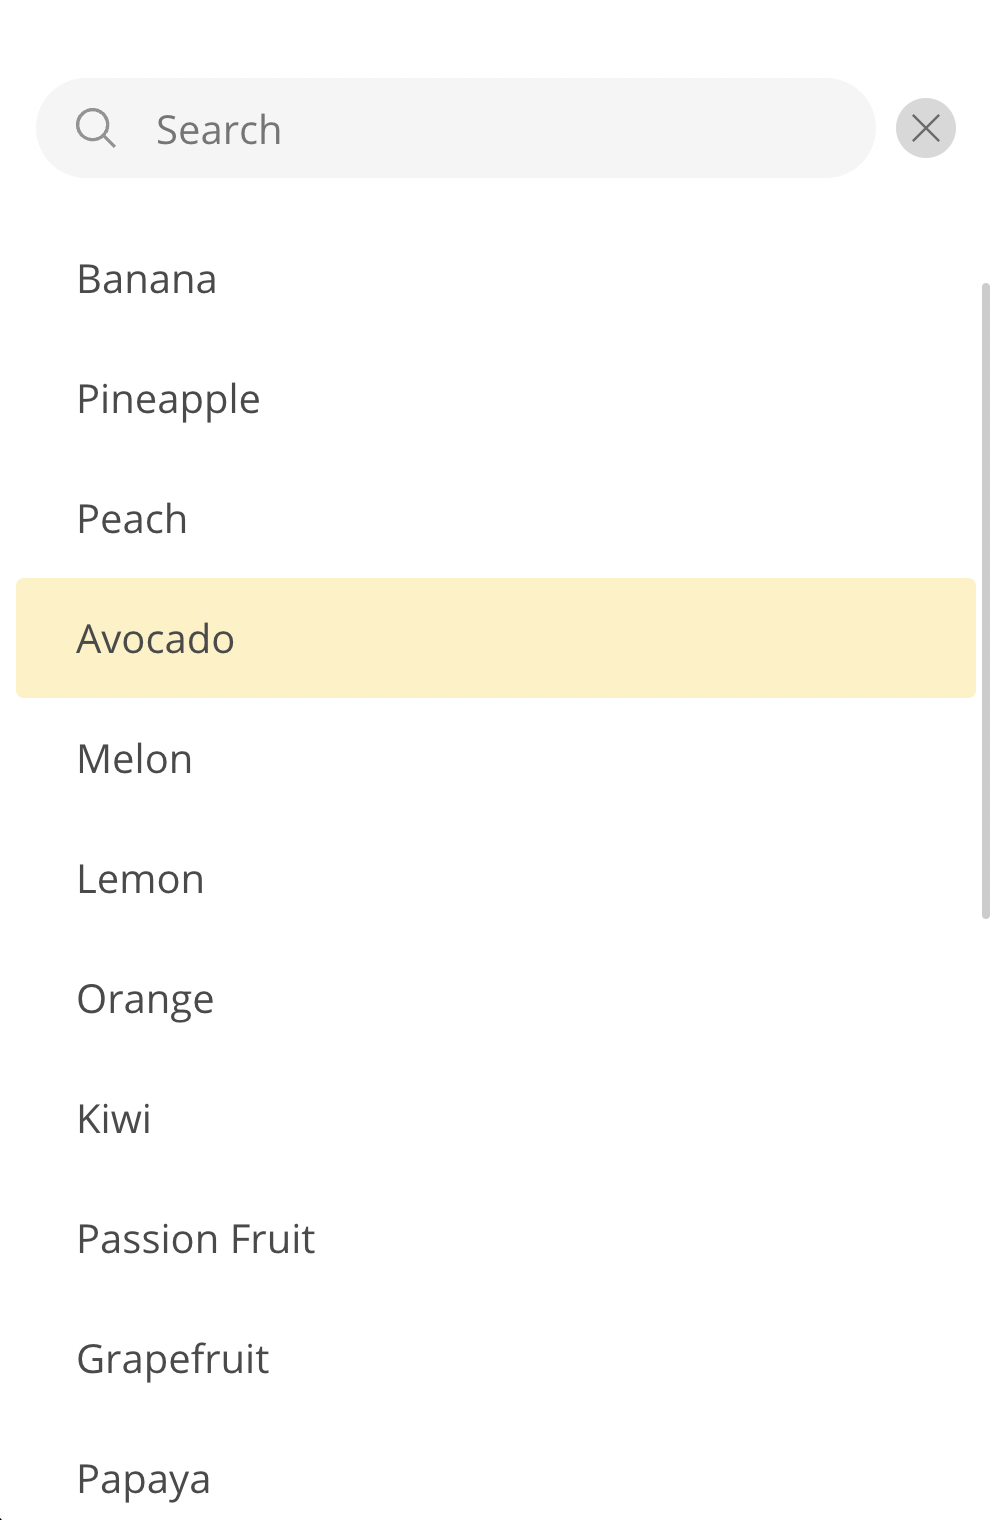 Search
Banana
Pineapple
Peach
Avocado
Melon
Lemon
Orange
Kiwi
Passion Fruit
Grapefruit
Papaya